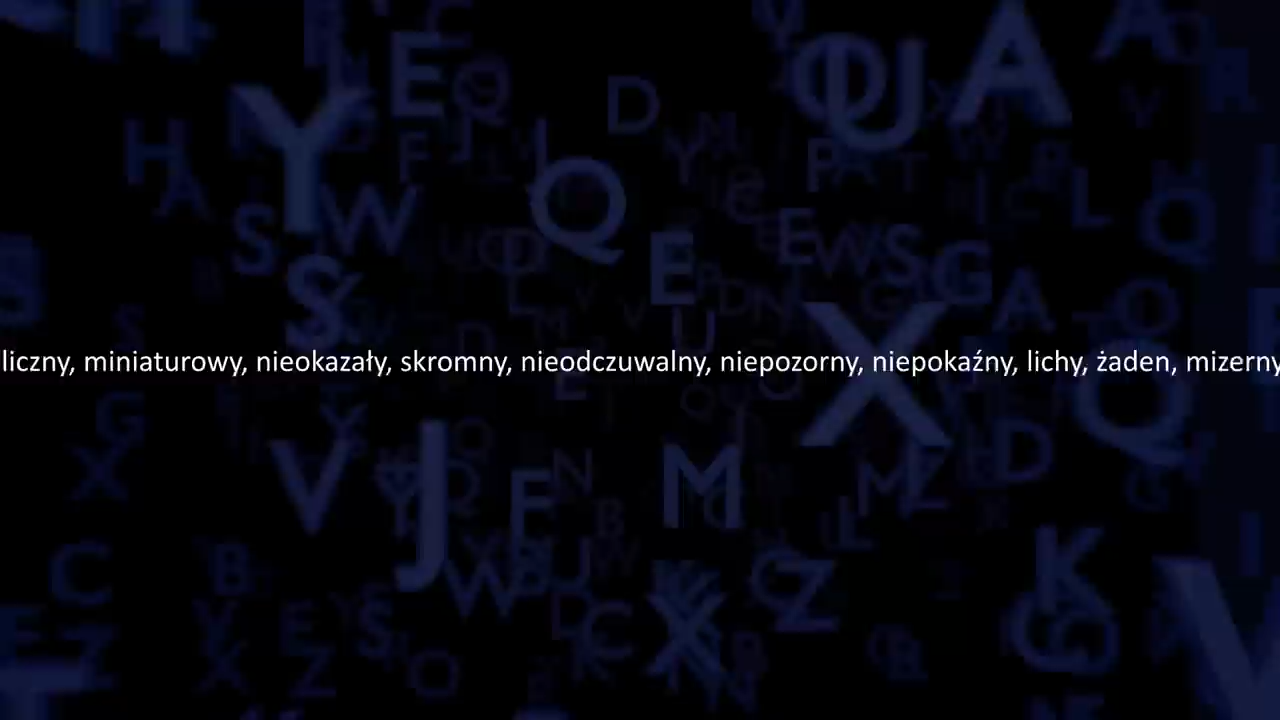 liczny, miniaturowy, nieokazały, skromny, nieodczuwalny, niepozorny, niepokaźny, lichy, żaden, mizerny